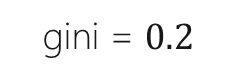 gini = 0.2